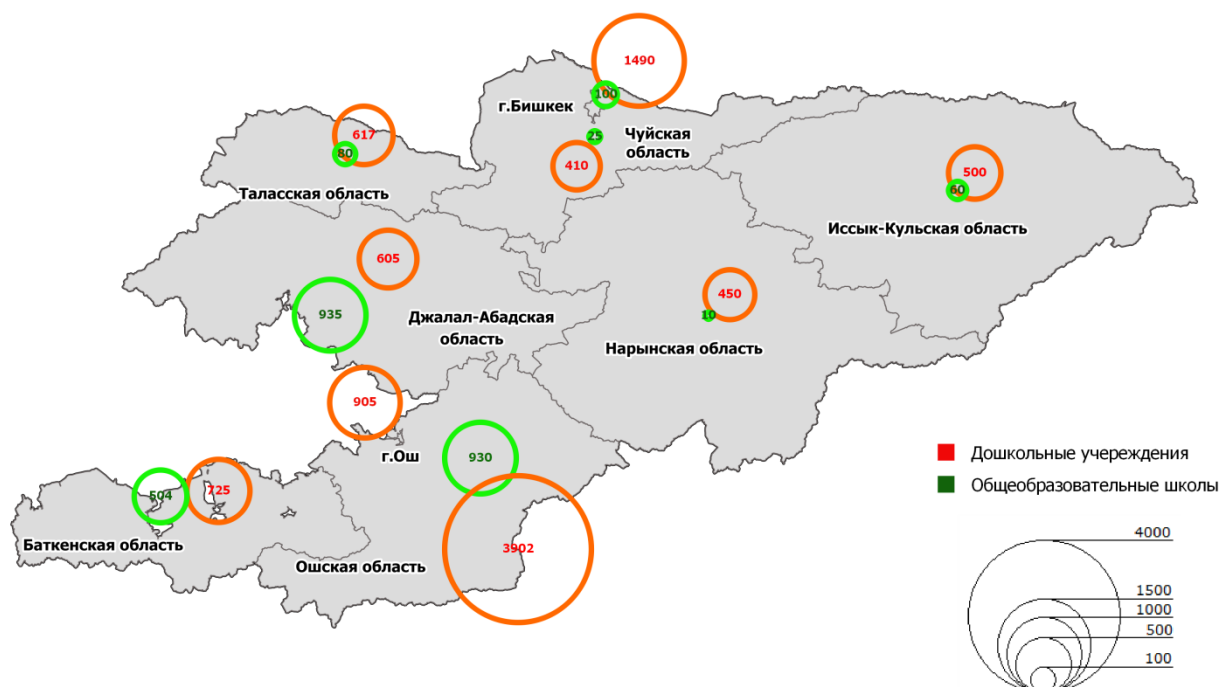 1490
100
г.Бишкек
25
Чуйская
область
410
617
80
Таласская область
500
60
Иссык-Кульская область
605
935
Джалал-Абадская
область
450
10
Нарынская область
905
г.Ош
930
504
725
Баткенская область
3902
Ошская область
Дошкольные учереждения
Общеобразовательные школы
4000
1500
1000
500
100